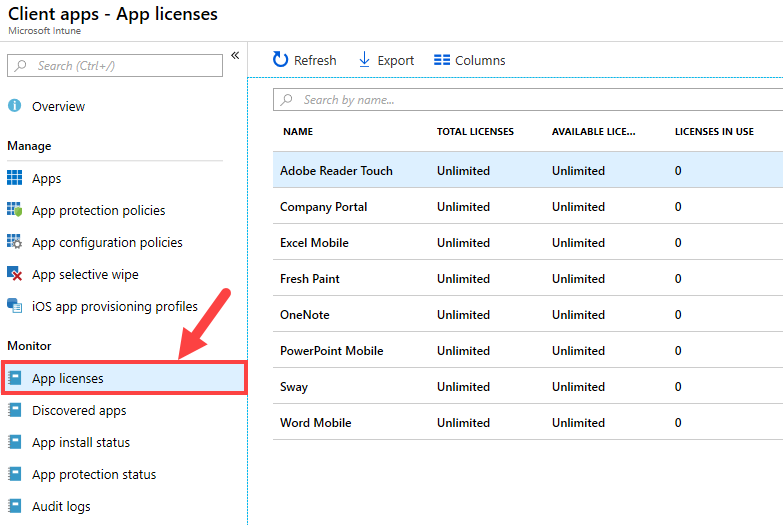 Client apps - App licenses
Microsoft Intune
Search (Ctrl+/)
«
Overview
Manage
Apps
App protection policies
App configuration policies
App selective wipe
iOS app provisioning profiles
Monitor
App licenses
Discovered apps
App install status
App protection status
Audit logs
Refresh Export Columns
Search by name...
NAME TOTAL LICENSES AVAILABLE LICE... LICENSES IN USE
Adobe Reader Touch Unlimited Unlimited 0
Company Portal Unlimited Unlimited 0
Excel Mobile Unlimited Unlimited 0
Fresh Paint Unlimited Unlimited 0
OneNote Unlimited Unlimited 0
PowerPoint Mobile Unlimited Unlimited 0
Sway Unlimited Unlimited 0
Word Mobile Unlimited Unlimited 0